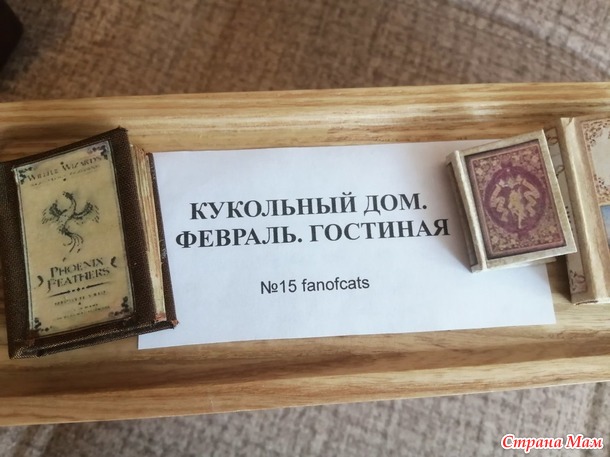 PHOENIX
FEATHERS
КУКОЛЬНЫЙ ДОМ.
ФЕВРАЛЬ. ГОСТИНАЯ
№15 fanofcats
Страна Мам